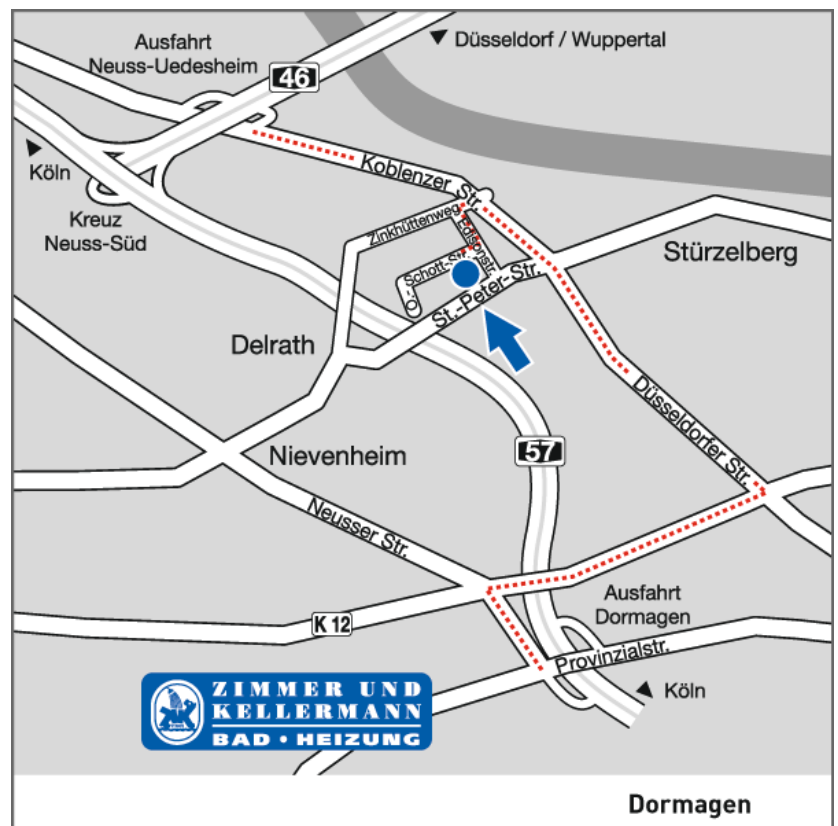 Ausfahrt
Neuss-Uedesheim
46
Düsseldorf / Wuppertal
Köln
Kreuz
Neuss-Süd
Koblenzer Str.
Zinkhüttenweg
Edisonstr.
O.-Schott-Str.
St.-Peter-Str.
Stürzelberg
Delrath
Nievenheim
57
Düsseldorfer Str.
Neusser Str.
K 12
Ausfahrt
Dormagen
Provinzialstr.
Köln
ZIMMER UND
KELLERMANN
BAD • HEIZUNG
Dormagen